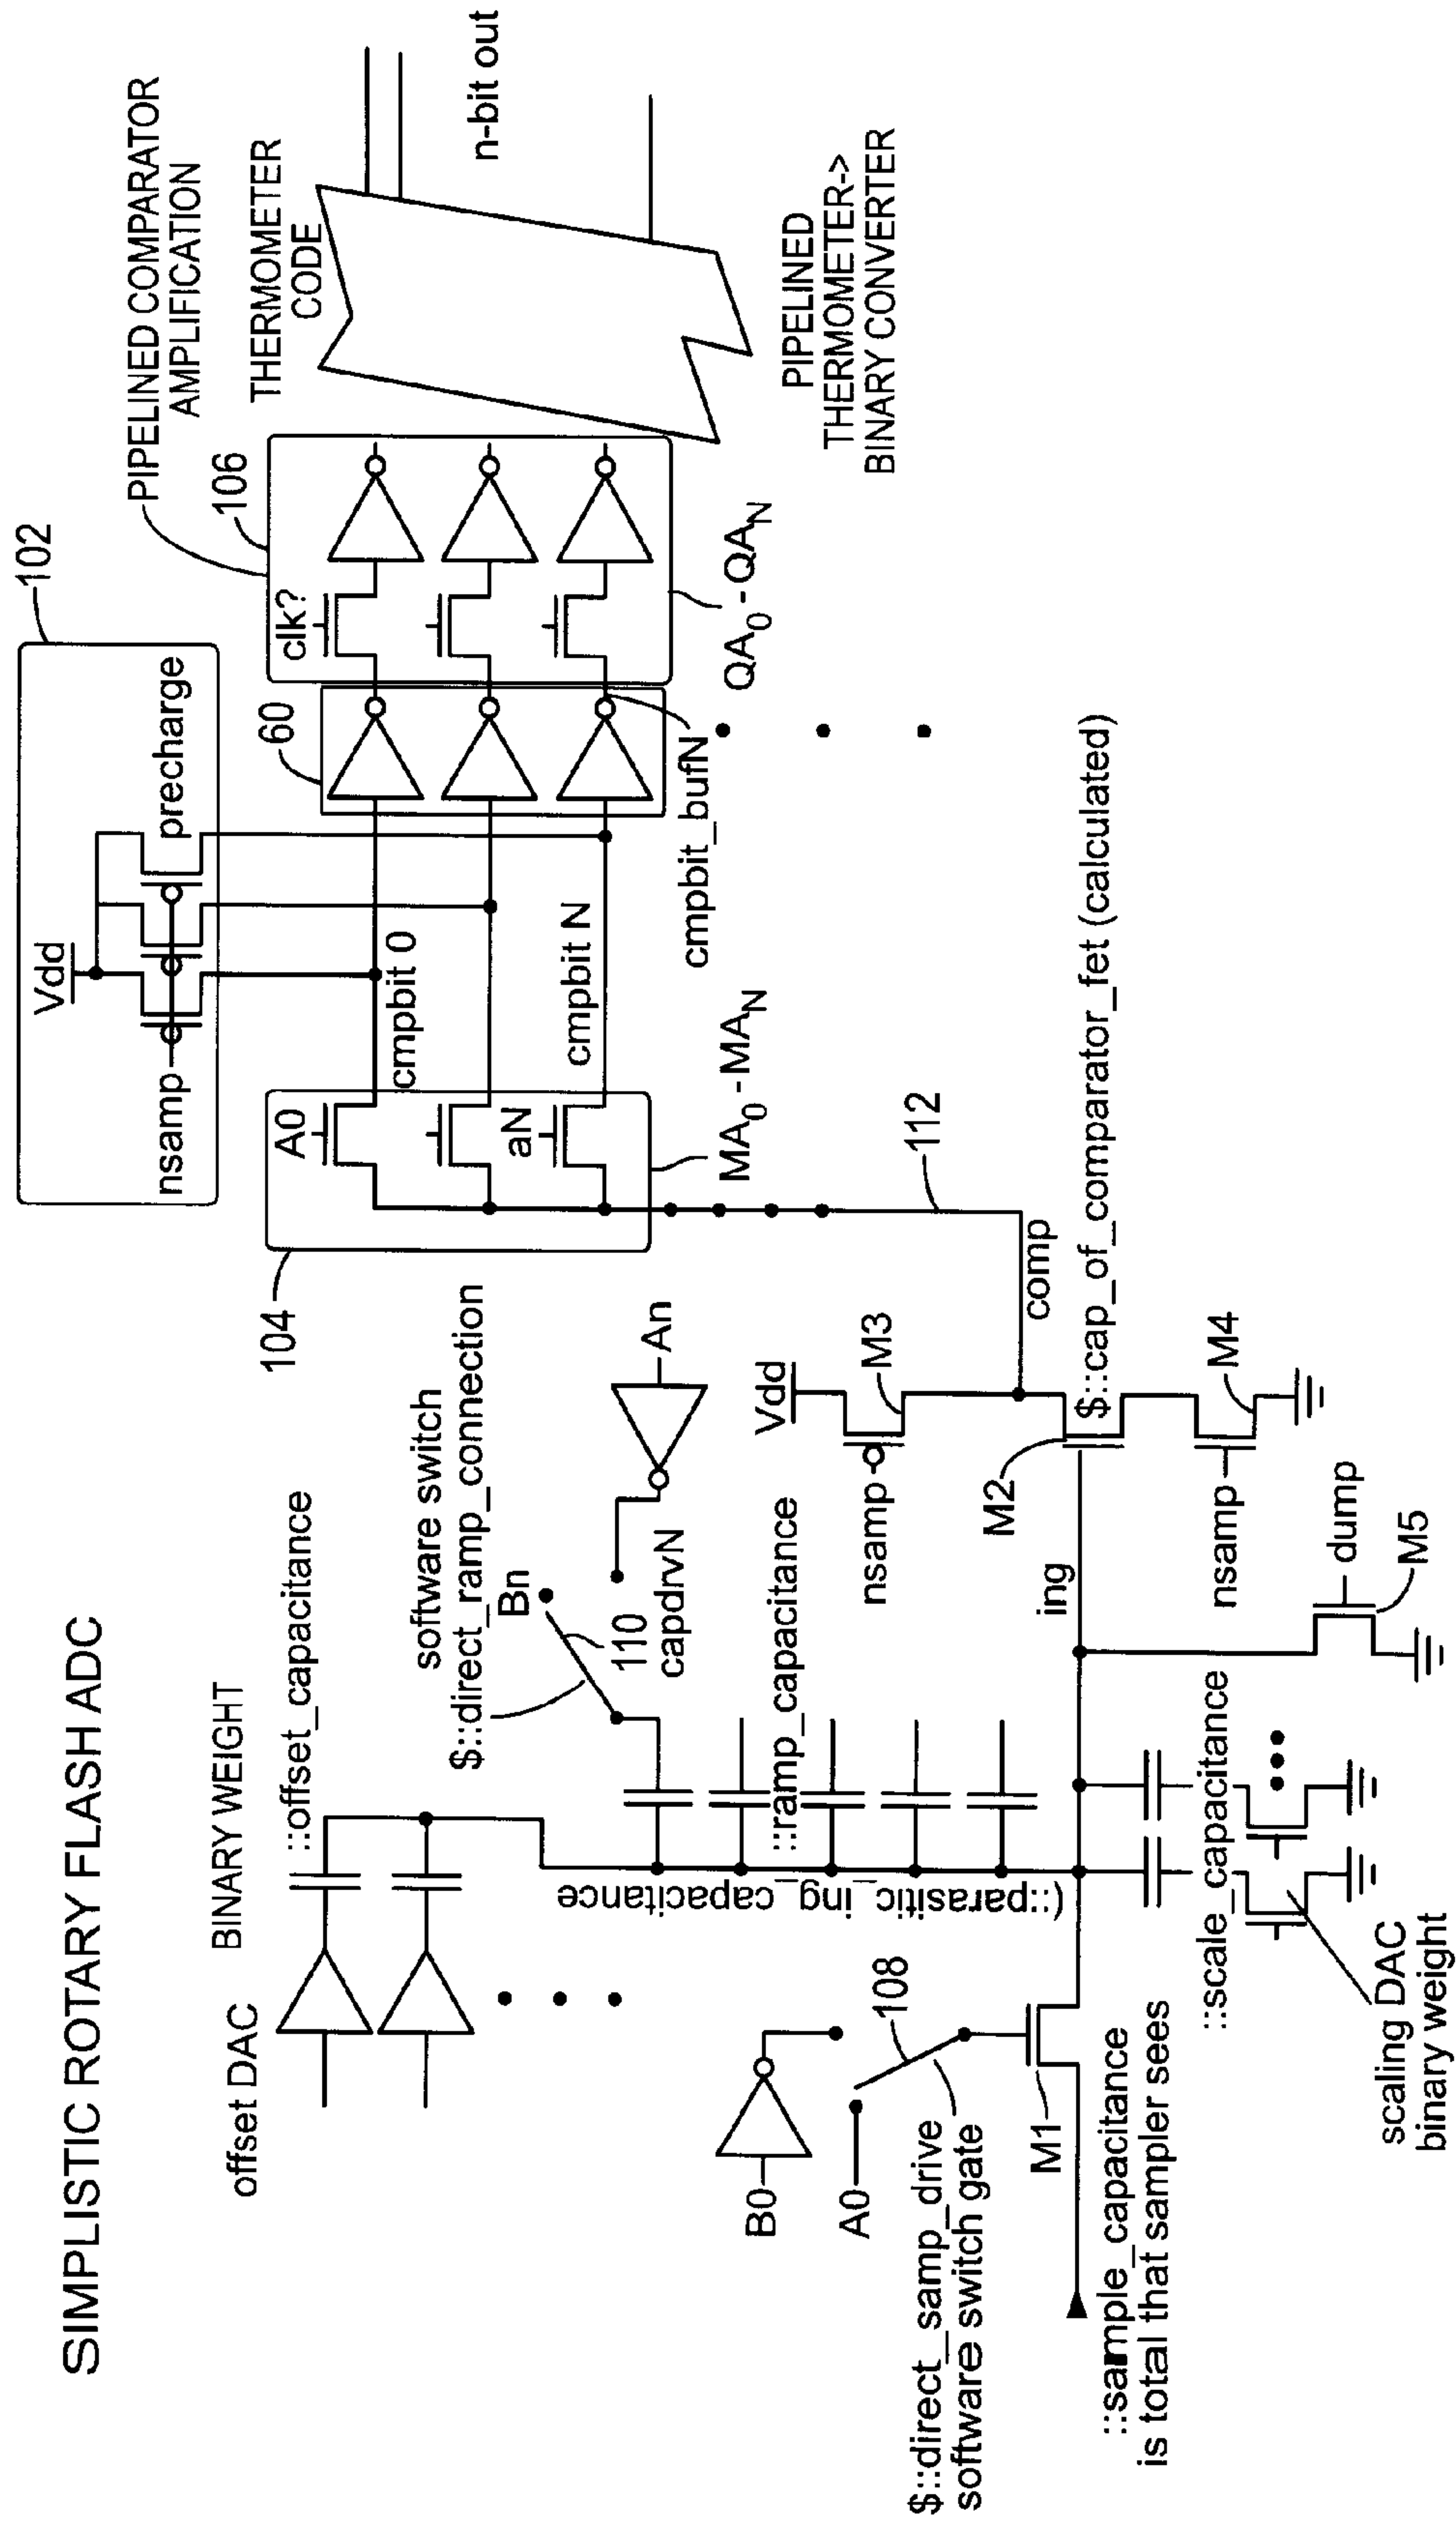 SIMPLISTIC ROTARY FLASH ADC
offset DAC
BINARY WEIGHT
::offset_capacitance
software switch
$::direct_ramp_connection
Bn
110
capdrvN
An
::ramp_capacitance
(::parasitic_ing_capacitance
B0
A0
108
$::direct_samp_drive
software switch gate
M1
::sample_capacitance
is total that sampler sees
::scale_capacitance
scaling DAC
binary weight
ing
dump
M5
Vdd
nsamp
M3
M2
nsamp
M4
comp
$::cap_of_comparator_fet (calculated)
112
104
A0
aN
MA0 - MAN
102
Vdd
nsamp
precharge
cmpbit 0
cmpbit N
cmpbit_bufN
60
106
clk?
QA0 - QAN
PIPELINED COMPARATOR
AMPLIFICATION
THERMOMETER
CODE
n-bit out
PIPELINED
THERMOMETER->
BINARY CONVERTER